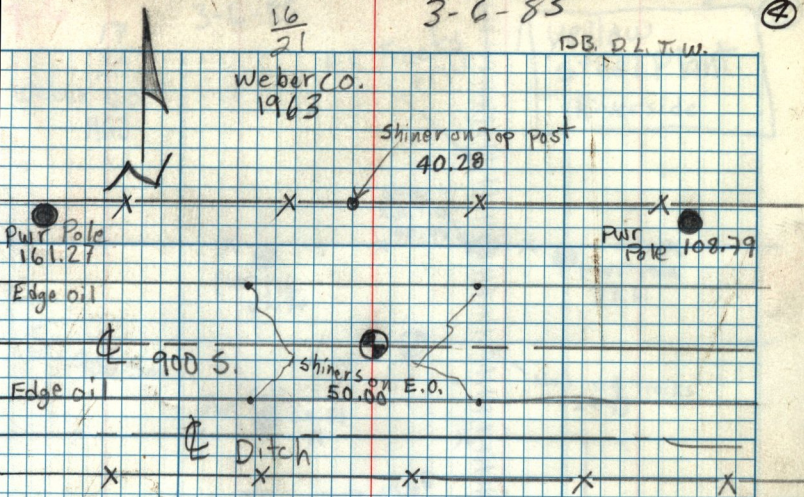 16
21
3-6-85
4
DB. D.L. T.W.
Weber Co.
1963
Shiner on Top post
40.28
Pwr Pole
161.27
Pwr
Pole 108.79
Edge oil
℄ 900 S.
Shiners on E.O.
50.00
Edge oil
℄ Ditch